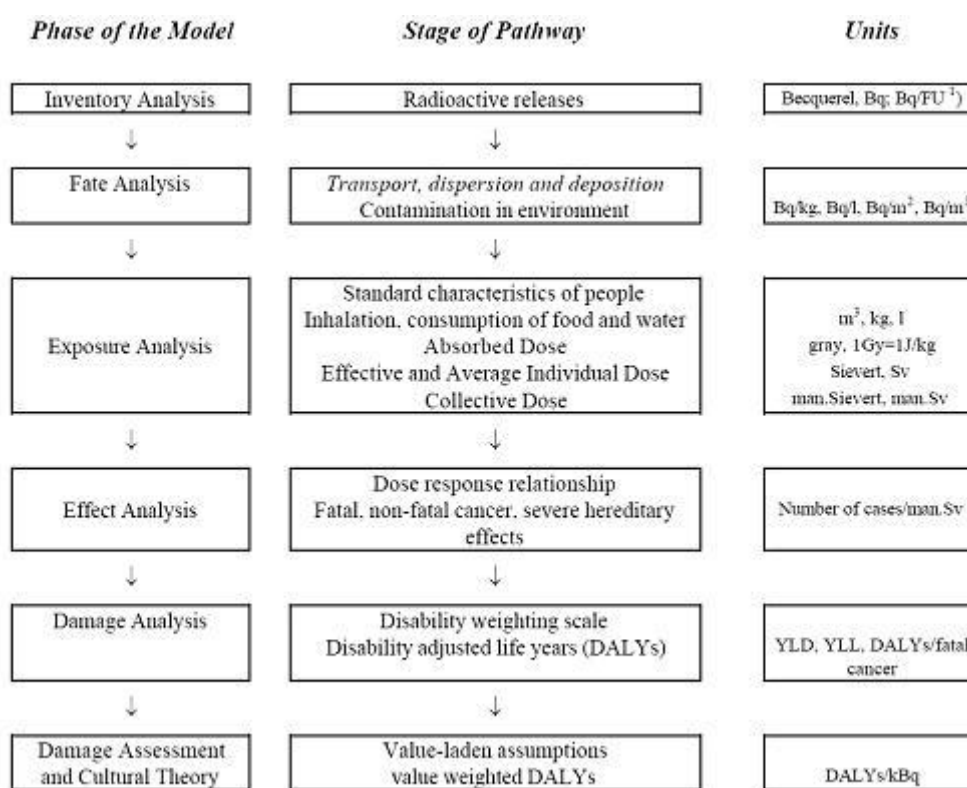 Phase of the Model Stage of Pathway Units
Inventory Analysis
Radioactive releases
Becquerel, Bq; Bq/FU ¹)
↓ ↓
Fate Analysis
Transport, dispersion and deposition
Contamination in environment
Bq/kg, Bq/l, Bq/m², Bq/m³
↓ ↓
Exposure Analysis
Standard characteristics of people
Inhalation, consumption of food and water
Absorbed Dose
Effective and Average Individual Dose
Collective Dose
m³, kg, l
gray, 1Gy=1J/kg
Sievert, Sv
man.Sievert, man.Sv
↓ ↓
Effect Analysis
Dose response relationship
Fatal, non-fatal cancer, severe hereditary
effects
Number of cases/man.Sv
↓ ↓
Damage Analysis
Disability weighting scale
Disability adjusted life years (DALYs)
YLD, YLL, DALYs/fatal
cancer
↓ ↓
Damage Assessment
and Cultural Theory
Value-laden assumptions
value weighted DALYs
DALYs/kBq